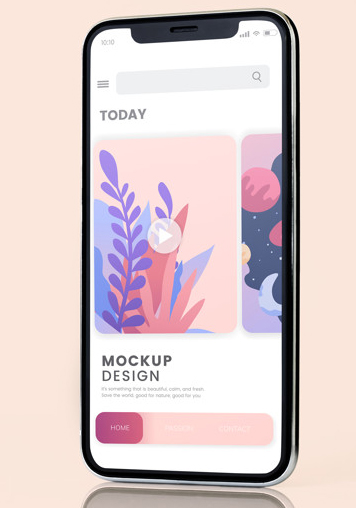 10:10
TODAY
MOCKUP
DESIGN
It's something that is beautiful, calm, and fresh.
Save the world, good for nature, good for you
HOME
CONTACT